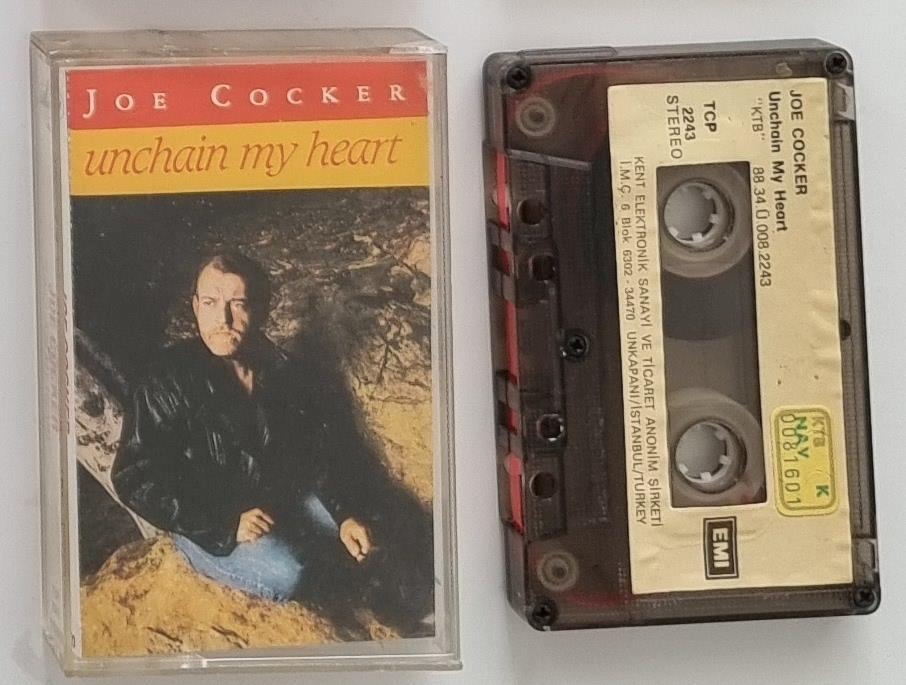 JOE COCKER
unchain my heart
JOE COCKER
Unchain My Heart
"KTB" 88.34.Ü 008.2243
TCP
2243
STEREO
KENT ELEKTRONİK SANAYİ VE TİCARET ANONİM ŞİRKETİ
İ.M.Ç. 6 Blok 6302 - 34470 UNKAPANI/İSTANBUL/TURKEY
KTB K
NAY
0081601
EMI